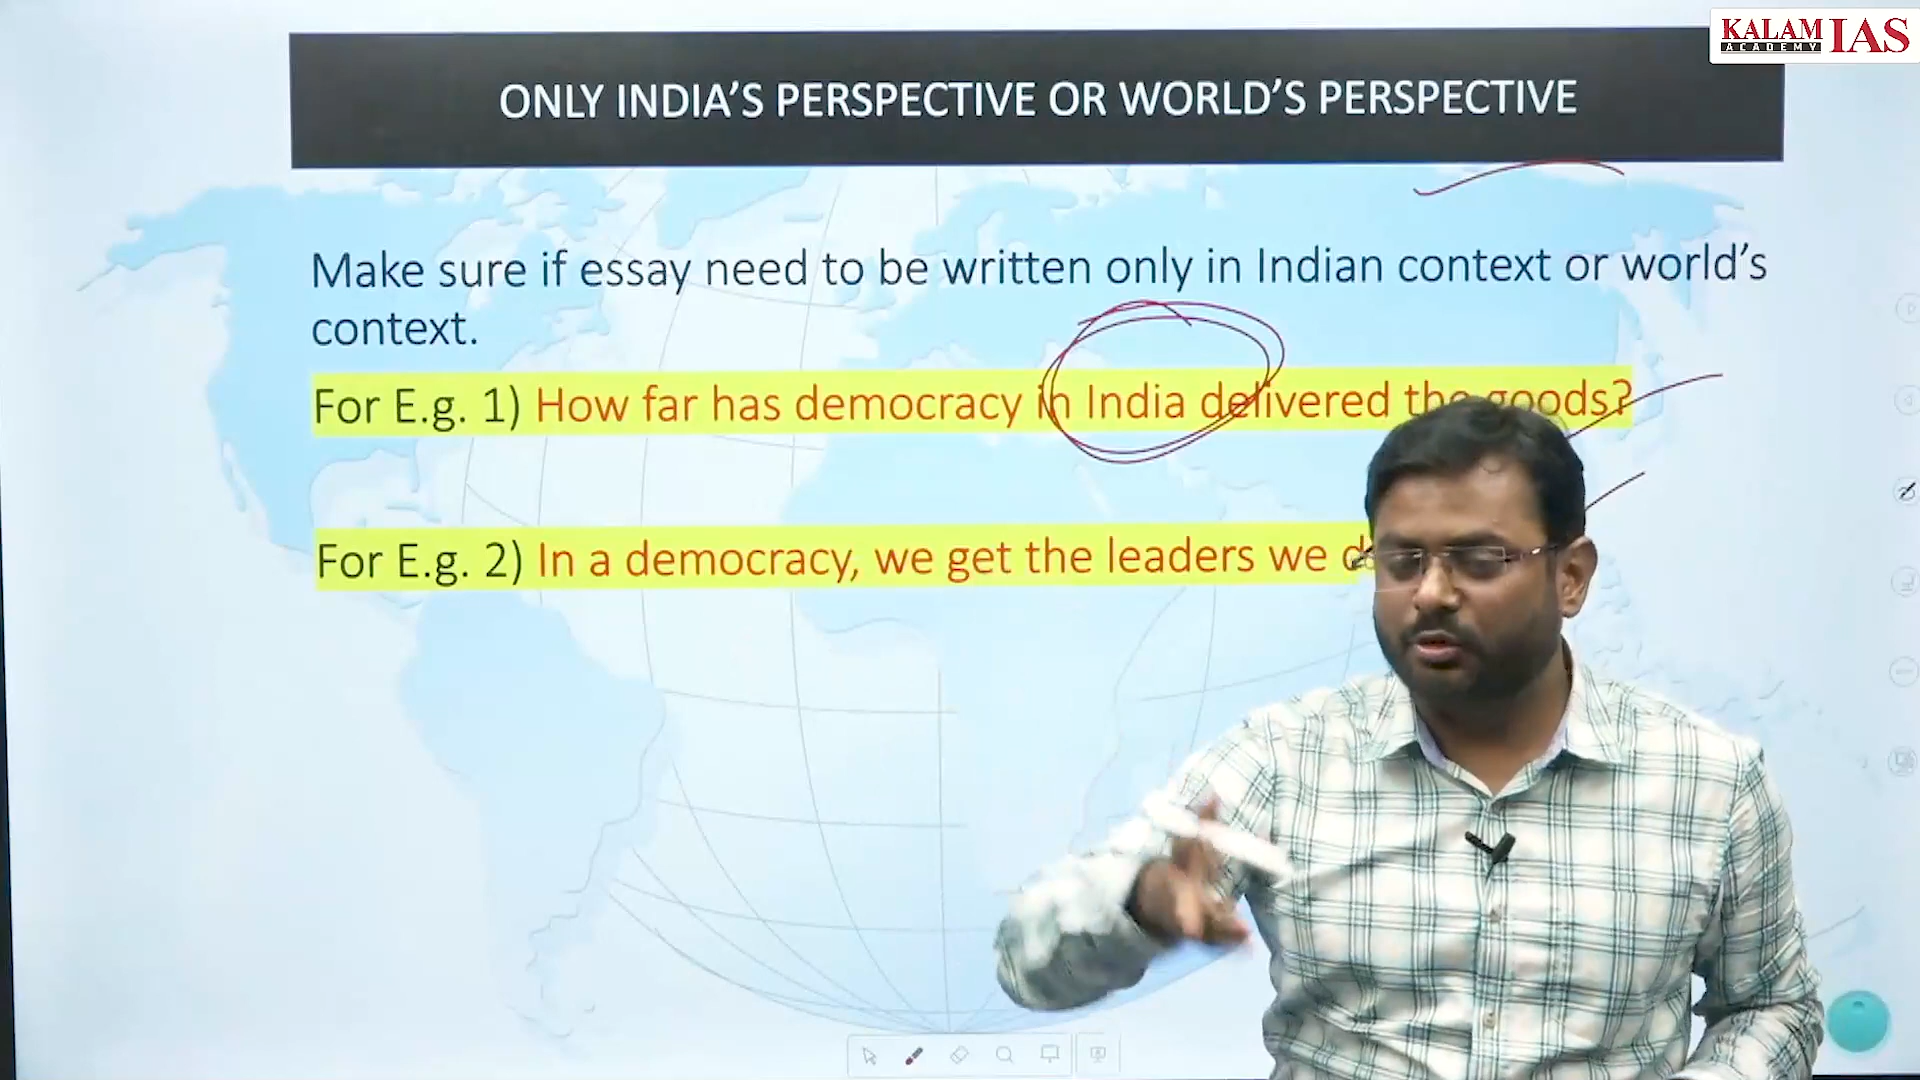 KALAM IAS
ACADEMY
ONLY INDIA'S PERSPECTIVE OR WORLD'S PERSPECTIVE
Make sure if essay need to be written only in Indian context or world's
context.
For E.g. 1) How far has democracy in India delivered the goods?
For E.g. 2) In a democracy, we get the leaders we